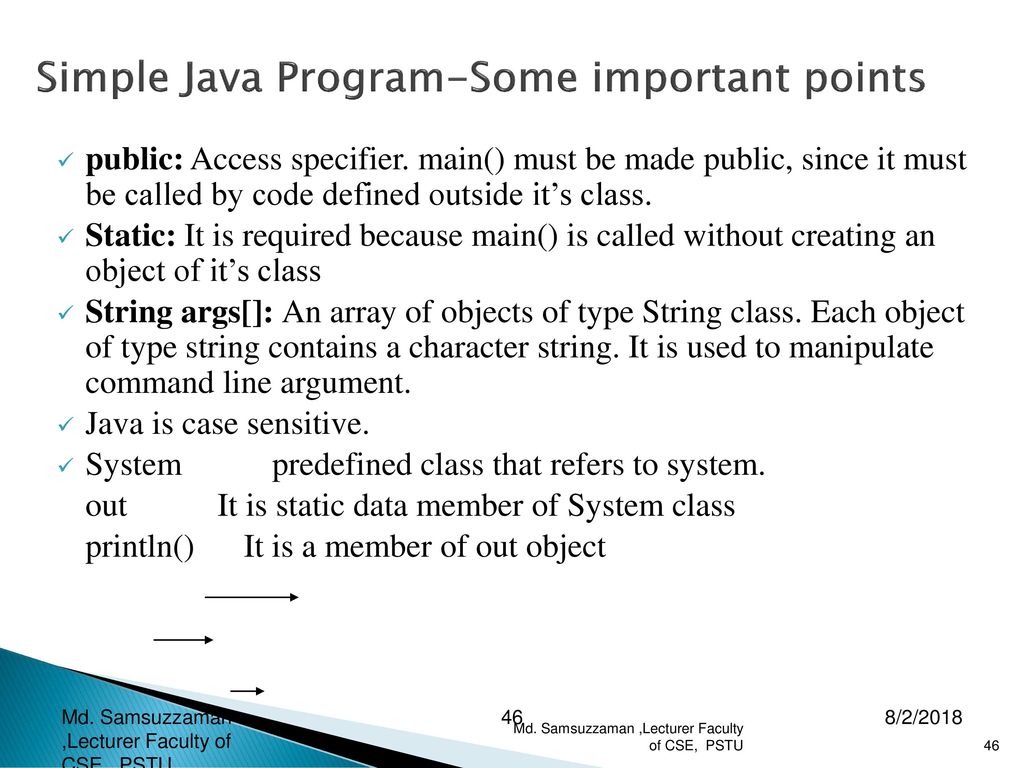 Simple Java Program-Some important points
public: Access specifier. main() must be made public, since it must
be called by code defined outside it’s class.
Static: It is required because main() is called without creating an
object of it’s class
String args[]: An array of objects of type String class. Each object
of type string contains a character string. It is used to manipulate
command line argument.
Java is case sensitive.
System predefined class that refers to system.
out It is static data member of System class
println() It is a member of out object
Md. Samsuzzaman
,Lecturer Faculty of
CSE, PSTU
46
Md. Samsuzzaman ,Lecturer Faculty
of CSE, PSTU
8/2/2018
46